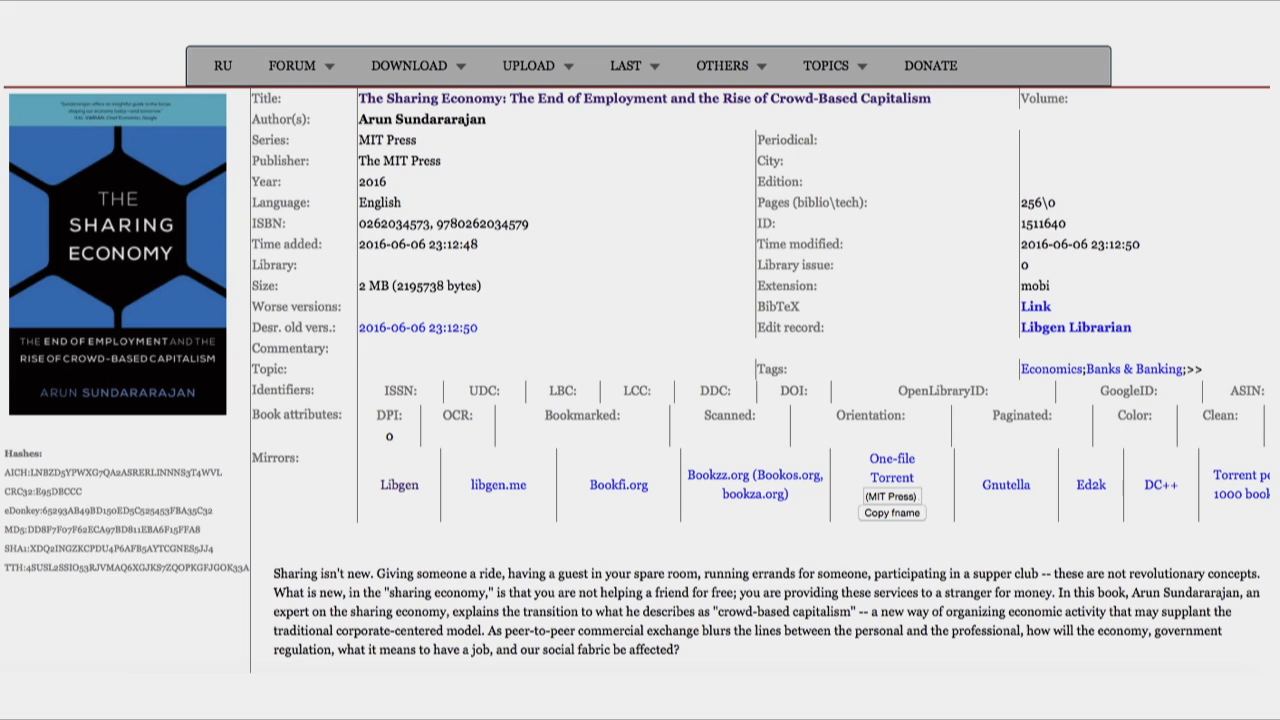 RU FORUM DOWNLOAD UPLOAD LAST OTHERS TOPICS DONATE
THE
SHARING
ECONOMY
THE END OF EMPLOYMENT AND THE
RISE OF CROWD-BASED CAPITALISM
ARUN SUNDARARAJAN
Hashes:
CRC32:E95DBCCC
Title: The Sharing Economy: The End of Employment and the Rise of Crowd-Based Capitalism Volume:
Author(s): Arun Sundararajan
Series: MIT Press Periodical:
Publisher: The MIT Press City:
Year: 2016 Edition:
Language: English Pages (biblio\tech): 256\0
ISBN: 0262034573, 9780262034579 ID: 1511640
Time added: 2016-06-06 23:12:48 Time modified: 2016-06-06 23:12:50
Library: Library issue: 0
Size: 2 MB (2195738 bytes) Extension: mobi
Worse versions: BibTeX Link
Desr. old vers.: 2016-06-06 23:12:50 Edit record: Libgen Librarian
Commentary:
Topic: Tags: Economics;Banks & Banking;>>
Identifiers: ISSN: UDC: LBC: LCC: DDC: DOI: OpenLibraryID: GoogleID: ASIN:
Book attributes: DPI: OCR: Bookmarked: Scanned: Orientation: Paginated: Color: Clean:
0
Mirrors: Libgen libgen.me Bookfi.org Bookzz.org (Bookos.org, bookza.org) One-file Torrent (MIT Press) Copy fname Gnutella Ed2k DC++ Torrent 1000
Sharing isn't new. Giving someone a ride, having a guest in your spare room, running errands for someone, participating in a supper club -- these are not revolutionary concepts.
What is new, in the "sharing economy," is that you are not helping a friend for free; you are providing these services to a stranger for money. In this book, Arun Sundararajan, an
expert on the sharing economy, explains the transition to what he describes as "crowd-based capitalism" -- a new way of organizing economic activity that may supplant the
traditional corporate-centered model. As peer-to-peer commercial exchange blurs the lines between the personal and the professional, how will the economy, government
regulation, what it means to have a job, and our social fabric be affected?